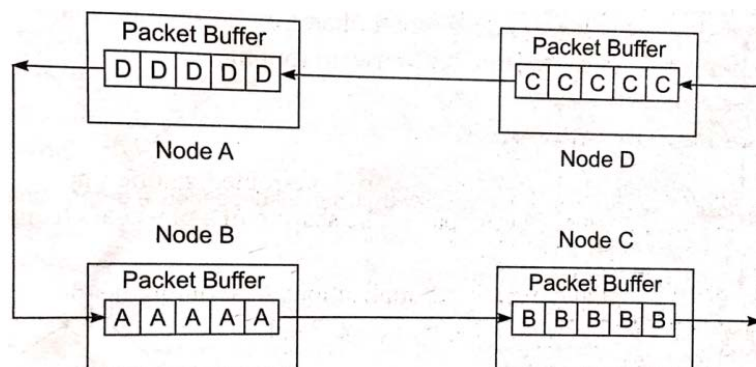 Packet Buffer
D D D D D
Node A
Packet Buffer
C C C C C
Node D
Node B
Packet Buffer
A A A A A
Node C
Packet Buffer
B B B B B